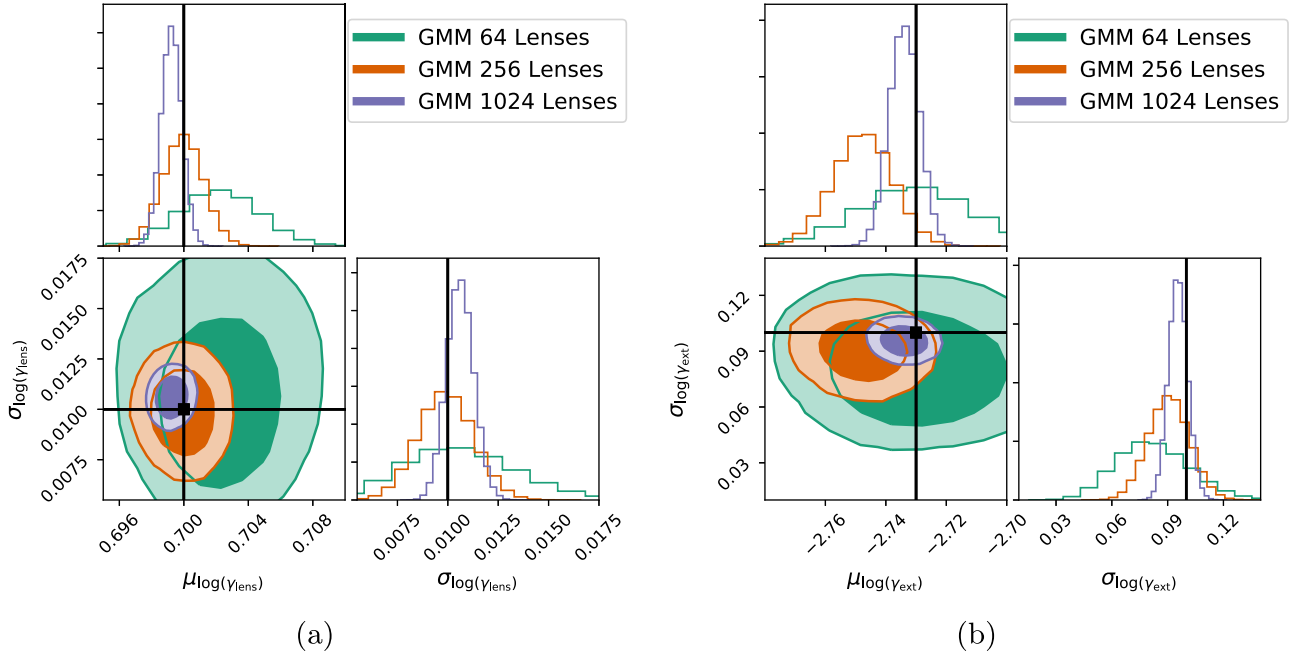 GMM 64 Lenses
GMM 256 Lenses
GMM 1024 Lenses
GMM 64 Lenses
GMM 256 Lenses
GMM 1024 Lenses
0.0175
0.0150
0.0125
0.0100
0.0075
σlog(γlens)
0.696
0.700
0.704
0.708
μlog(γlens)
0.0075
0.0100
0.0125
0.0150
0.0175
σlog(γlens)
0.12
0.09
0.06
0.03
σlog(γext)
−2.76
−2.74
−2.72
−2.70
μlog(γext)
0.03
0.06
0.09
0.12
σlog(γext)
(a)
(b)